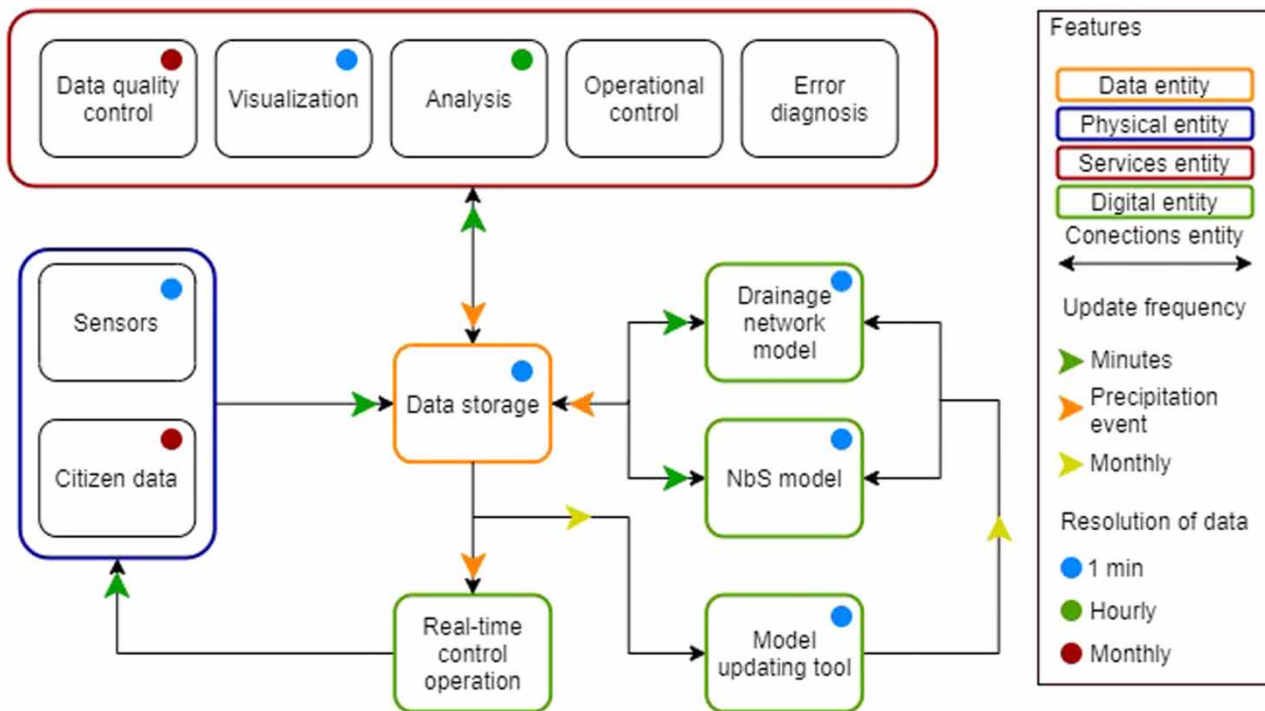 Data quality
control
Visualization
Analysis
Operational
control
Error
diagnosis
Sensors
Citizen data
Data storage
Drainage
network
model
NbS model
Real-time
control
operation
Model
updating tool
Features
Data entity
Physical entity
Services entity
Digital entity
Conections entity
Update frequency
Minutes
Precipitation
event
Monthly
Resolution of data
1 min
Hourly
Monthly